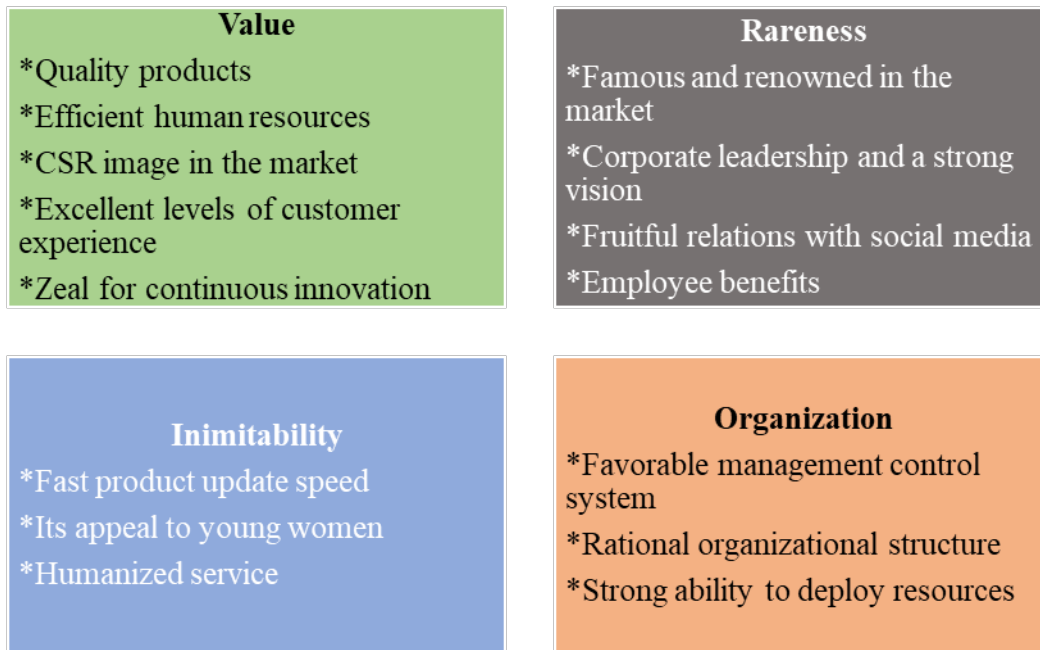 Value
*Quality products
*Efficient human resources
*CSR image in the market
*Excellent levels of customer
experience
*Zeal for continuous innovation
Rareness
*Famous and renowned in the
market
*Corporate leadership and a strong
vision
*Fruitful relations with social media
*Employee benefits
Inimitability
*Fast product update speed
*Its appeal to young women
*Humanized service
Organization
*Favorable management control
system
*Rational organizational structure
*Strong ability to deploy resources